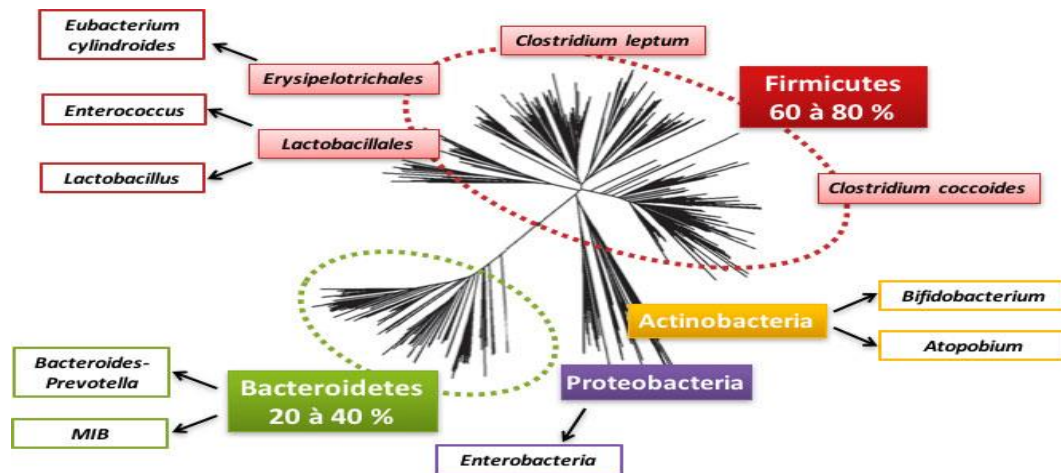 Eubacterium
cylindroides
Clostridium leptum
Erysipelotrichales
Firmicutes
60 à 80 %
Enterococcus
Lactobacillales
Lactobacillus
Clostridium coccoides
Bifidobacterium
Actinobacteria
Atopobium
Bacteroides-
Prevotella
Bacteroidetes
20 à 40 %
Proteobacteria
MIB
Enterobacteria